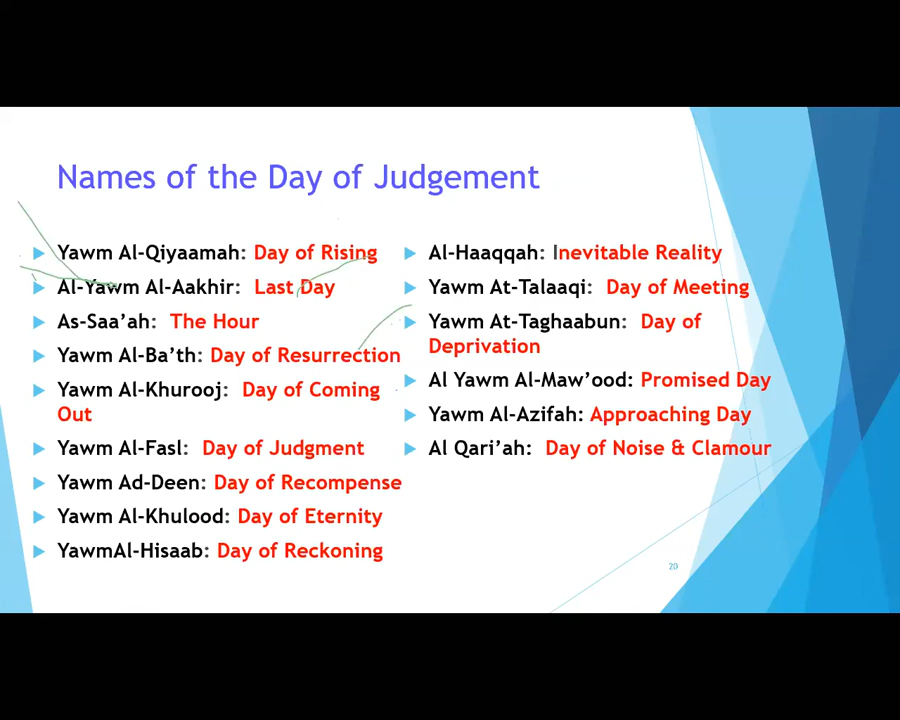 Names of the Day of Judgement
Yawm Al-Qiyaamah: Day of Rising
Al-Yawm Al-Aakhir: Last Day
As-Saa’ah: The Hour
Yawm Al-Ba’th: Day of Resurrection
Yawm Al-Khurooj: Day of Coming
Out
Yawm Al-Fasl: Day of Judgment
Yawm Ad-Deen: Day of Recompense
Yawm Al-Khulood: Day of Eternity
YawmAl-Hisaab: Day of Reckoning
Al-Haaqqah: Inevitable Reality
Yawm At-Talaaqi: Day of Meeting
Yawm At-Taghaabun: Day of
Deprivation
Al Yawm Al-Maw’ood: Promised Day
Yawm Al-Azifah: Approaching Day
Al Qari’ah: Day of Noise & Clamour
20